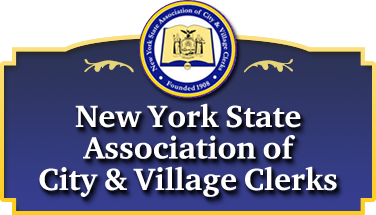 New York State Association of City & Village Clerks
Founded 1908
New York State
Association of
City & Village Clerks